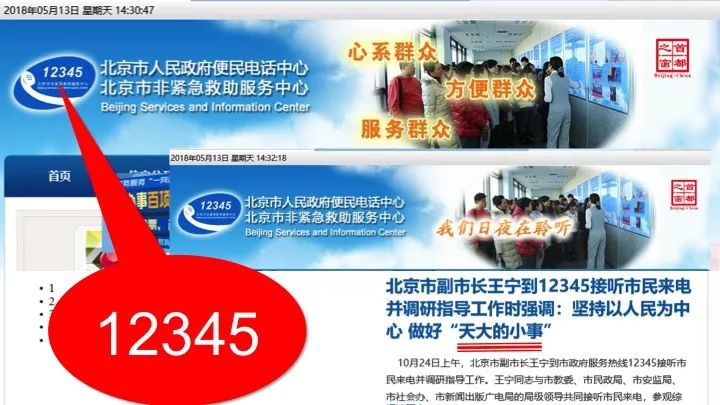 2018年05月13日 星期天 14:30:47
12345
北京市人民政府便民电话中心
北京市非紧急救助服务中心
Beijing Services and Information Center
心系群众
方便群众
服务群众
首都之窗
Beijing-China
首页
2018年05月13日 星期天 14:32:18
12345
北京市人民政府便民电话中心
北京市非紧急救助服务中心
Beijing Services and Information Center
我们日夜在聆听
首都之窗
Beijing-China
事百项
12345
北京市副市长王宁到12345接听市民来电
并调研指导工作时强调：坚持以人民为中
心 做好“天大的小事”
10月24日上午，北京市副市长王宁到市政府服务热线12345接听市
民来电并调研指导工作。王宁同志与市教委、市民政局、市安监局、
市社会办、市新闻出版广电局的局级领导共同接听市民来电，参观综